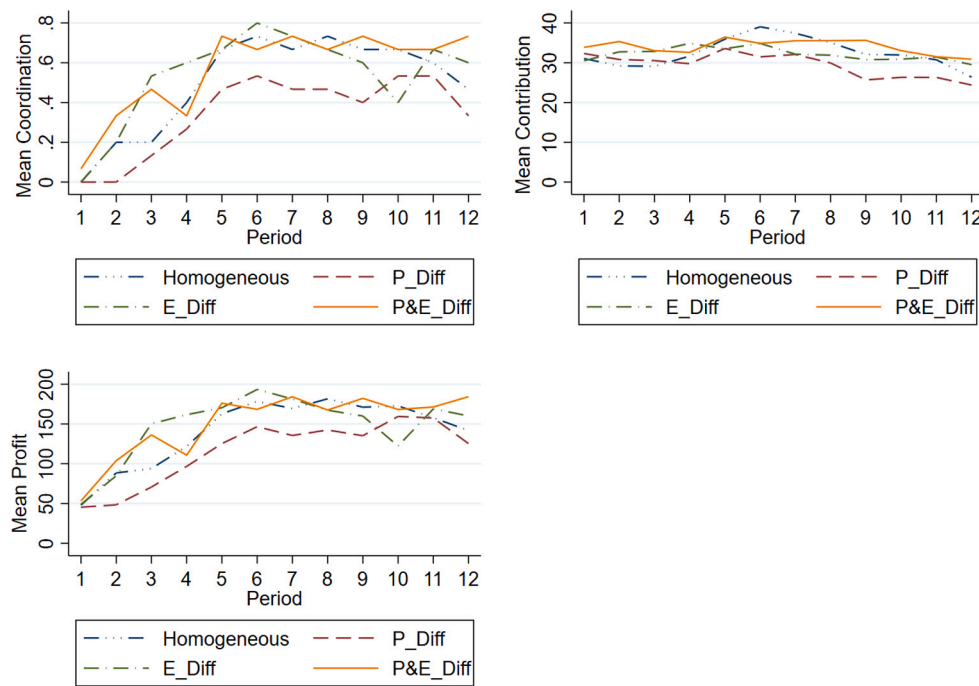 Mean Coordination
.8
.6
.4
.2
0
1 2 3 4 5 6 7 8 9 10 11 12
Period
Homogeneous P_Diff
E_Diff P&E_Diff
Mean Contribution
40
30
20
10
0
1 2 3 4 5 6 7 8 9 10 11 12
Period
Homogeneous P_Diff
E_Diff P&E_Diff
Mean Profit
200
150
100
50
0
1 2 3 4 5 6 7 8 9 10 11 12
Period
Homogeneous P_Diff
E_Diff P&E_Diff